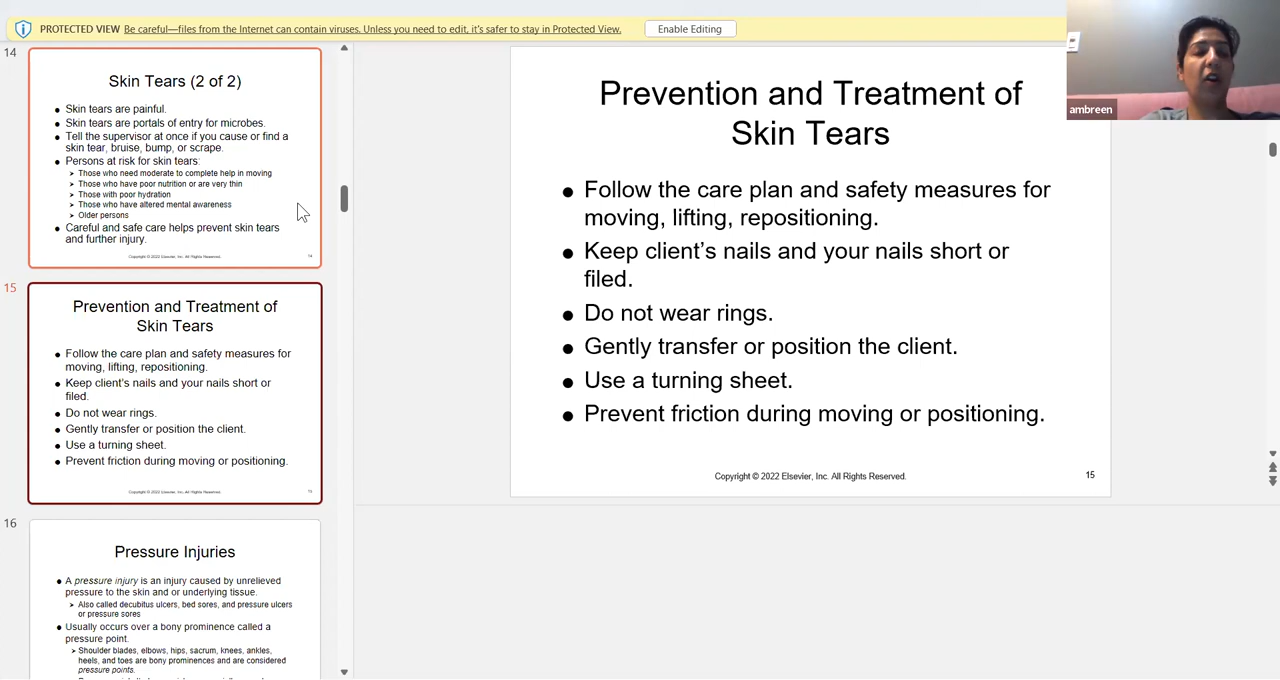 PROTECTED VIEW Be careful—files from the Internet can contain viruses. Unless you need to edit, it's safer to stay in Protected View. Enable Editing
14
Skin Tears (2 of 2)
• Skin tears are painful.
• Skin tears are portals of entry for microbes.
• Tell the supervisor at once if you cause or find a
skin tear, bruise, bump, or scrape.
• Persons at risk for skin tears:
➤ Those who need moderate to complete help in moving
➤ Those who have poor nutrition or are very thin
➤ Those with poor hydration
➤ Those who have altered mental awareness
➤ Older persons
• Careful and safe care helps prevent skin tears
and further injury.
Copyright © 2022 Elsevier, Inc. All Rights Reserved.
14
15
Prevention and Treatment of
Skin Tears
• Follow the care plan and safety measures for
moving, lifting, repositioning.
• Keep client's nails and your nails short or
filed.
• Do not wear rings.
• Gently transfer or position the client.
• Use a turning sheet.
• Prevent friction during moving or positioning.
Copyright © 2022 Elsevier, Inc. All Rights Reserved.
15
16
Pressure Injuries
• A pressure injury is an injury caused by unrelieved
pressure to the skin and or underlying tissue.
➤ Also called decubitus ulcers, bed sores, and pressure ulcers
or pressure sores
• Usually occurs over a bony prominence called a
pressure point.
➤ Shoulder blades, elbows, hips, sacrum, knees, ankles,
heels, and toes are bony prominences and are considered
pressure points.
Prevention and Treatment of
Skin Tears
• Follow the care plan and safety measures for
moving, lifting, repositioning.
• Keep client's nails and your nails short or
filed.
• Do not wear rings.
• Gently transfer or position the client.
• Use a turning sheet.
• Prevent friction during moving or positioning.
Copyright © 2022 Elsevier, Inc. All Rights Reserved.
15
ambreen